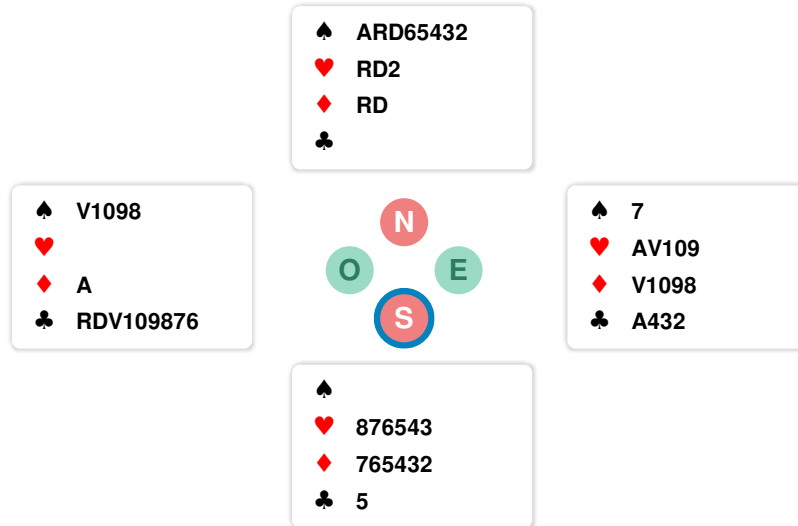 ♠ ARD65432
♥ RD2
♦ RD
♣
♠ V1098
♥
♦ A
♣ RDV109876
N
O E
S
♠ 7
♥ AV109
♦ V1098
♣ A432
♠
♥ 876543
♦ 765432
♣ 5